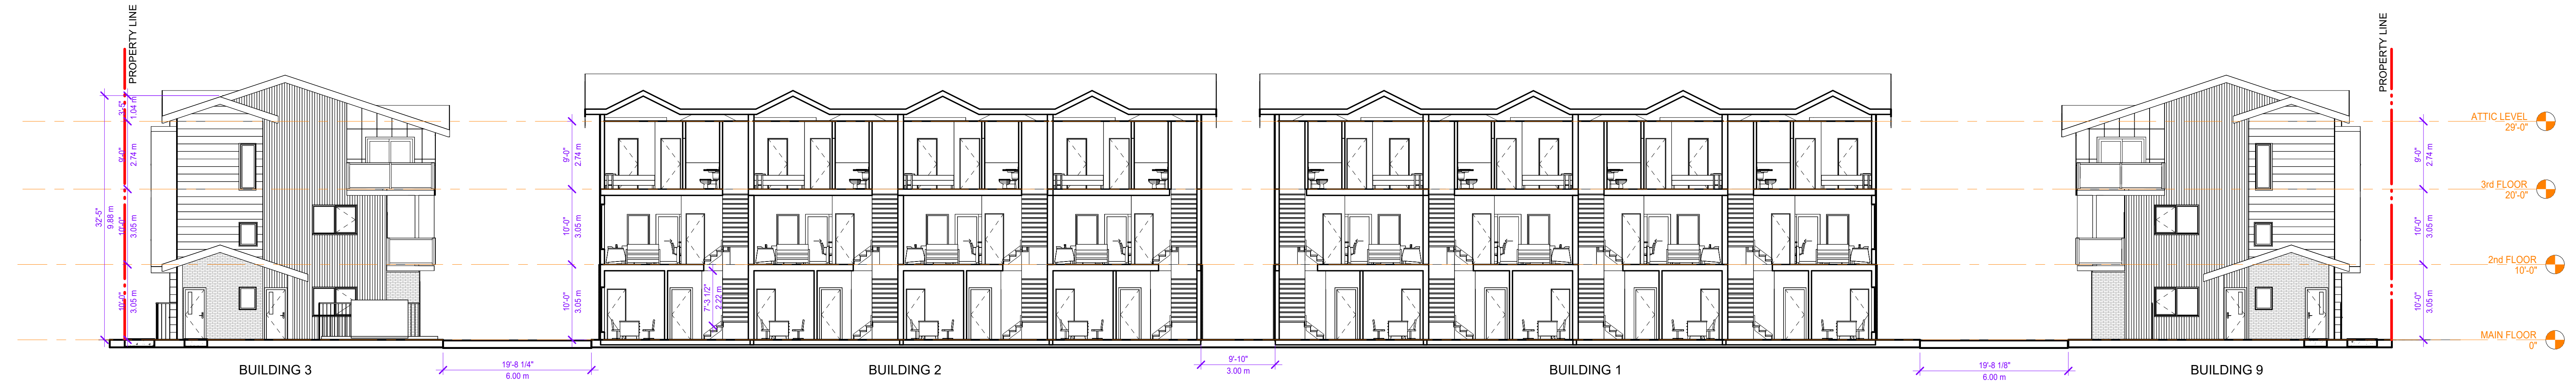 PROPERTY LINE
3'-5"
1.04 m
9'-0"
2.74 m
32'-5"
9.88 m
10'-0"
3.05 m
10'-0"
3.05 m
9'-0"
2.74 m
10'-0"
3.05 m
10'-0"
3.05 m
7'-3 1/2"
2.22 m
PROPERTY LINE
9'-0"
2.74 m
10'-0"
3.05 m
10'-0"
3.05 m
ATTIC LEVEL
29'-0"
3rd FLOOR
20'-0"
2nd FLOOR
10'-0"
MAIN FLOOR
0"
BUILDING 3
19'-8 1/4"
6.00 m
BUILDING 2
9'-10"
3.00 m
BUILDING 1
19'-8 1/8"
6.00 m
BUILDING 9